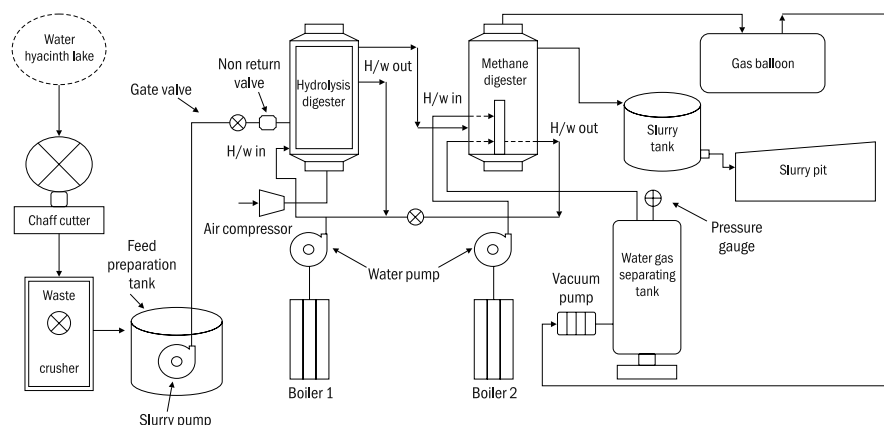 Water
hyacinth lake
Chaff cutter
Waste
crusher
Feed
preparation
tank
Slurry pump
Gate valve
Non return
valve
H/w in
Hydrolysis
digester
H/w out
Air compressor
Water pump
Boiler 1
Boiler 2
Methane
digester
H/w in
H/w out
Gas balloon
Slurry
tank
Slurry pit
Pressure
gauge
Water gas
separating
tank
Vacuum
pump